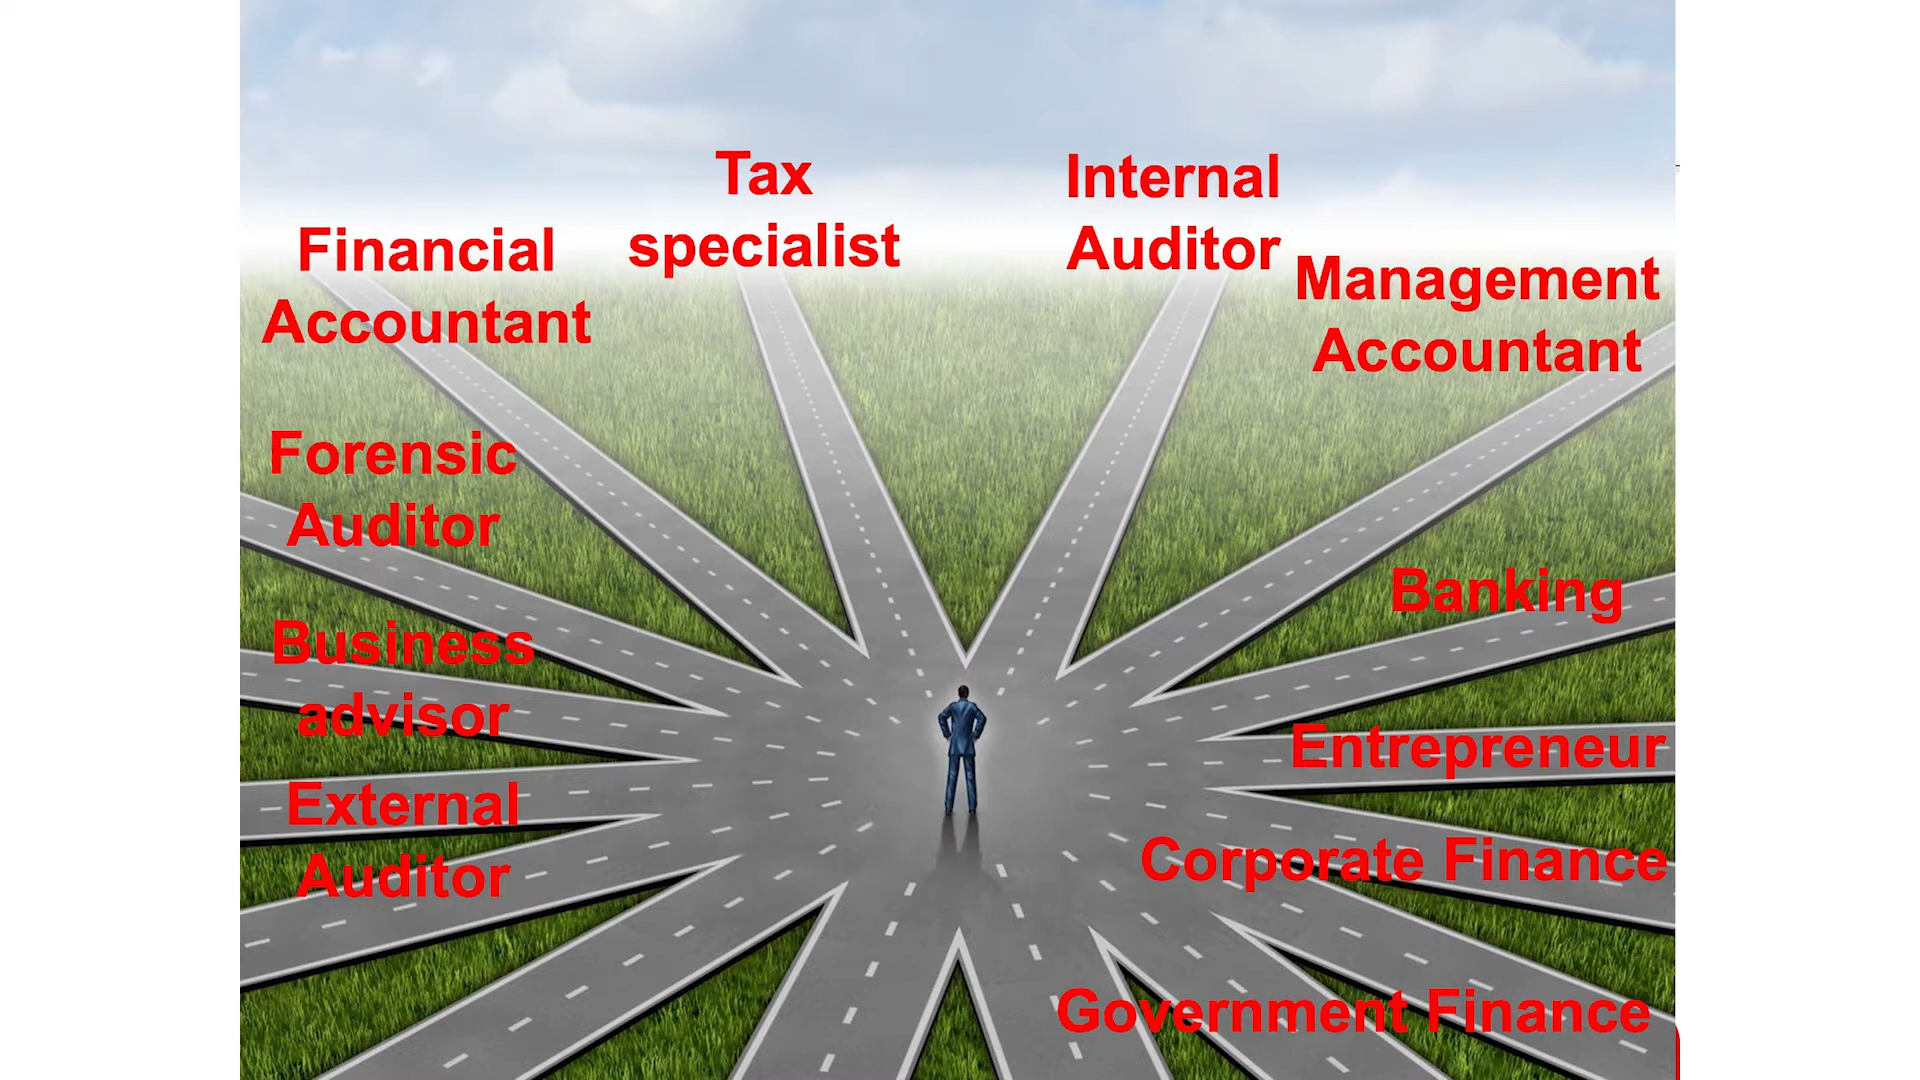 Tax
specialist
Internal
Auditor
Financial
Accountant
Management
Accountant
Forensic
Auditor
Banking
Business
advisor
Entrepreneur
External
Auditor
Corporate Finance
Government Finance